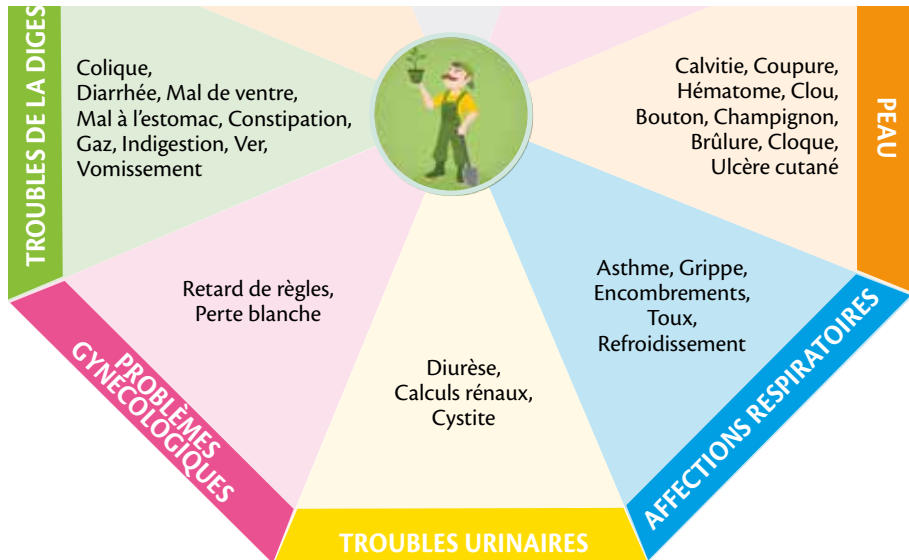 TROUBLES DE LA DIGES
Colique,
Diarrhée, Mal de ventre,
Mal à l'estomac, Constipation,
Gaz, Indigestion, Ver,
Vomissement
Calvitie, Coupure,
Hématome, Clou,
Bouton, Champignon,
Brûlure, Cloque,
Ulcère cutané
PEAU
Retard de règles,
Perte blanche
PROBLÈMES
GYNÉCOLOGIQUES
Diurèse,
Calculs rénaux,
Cystite
TROUBLES URINAIRES
Asthme, Grippe,
Encombrements,
Toux,
Refroidissement
AFFECTIONS RESPIRATOIRES